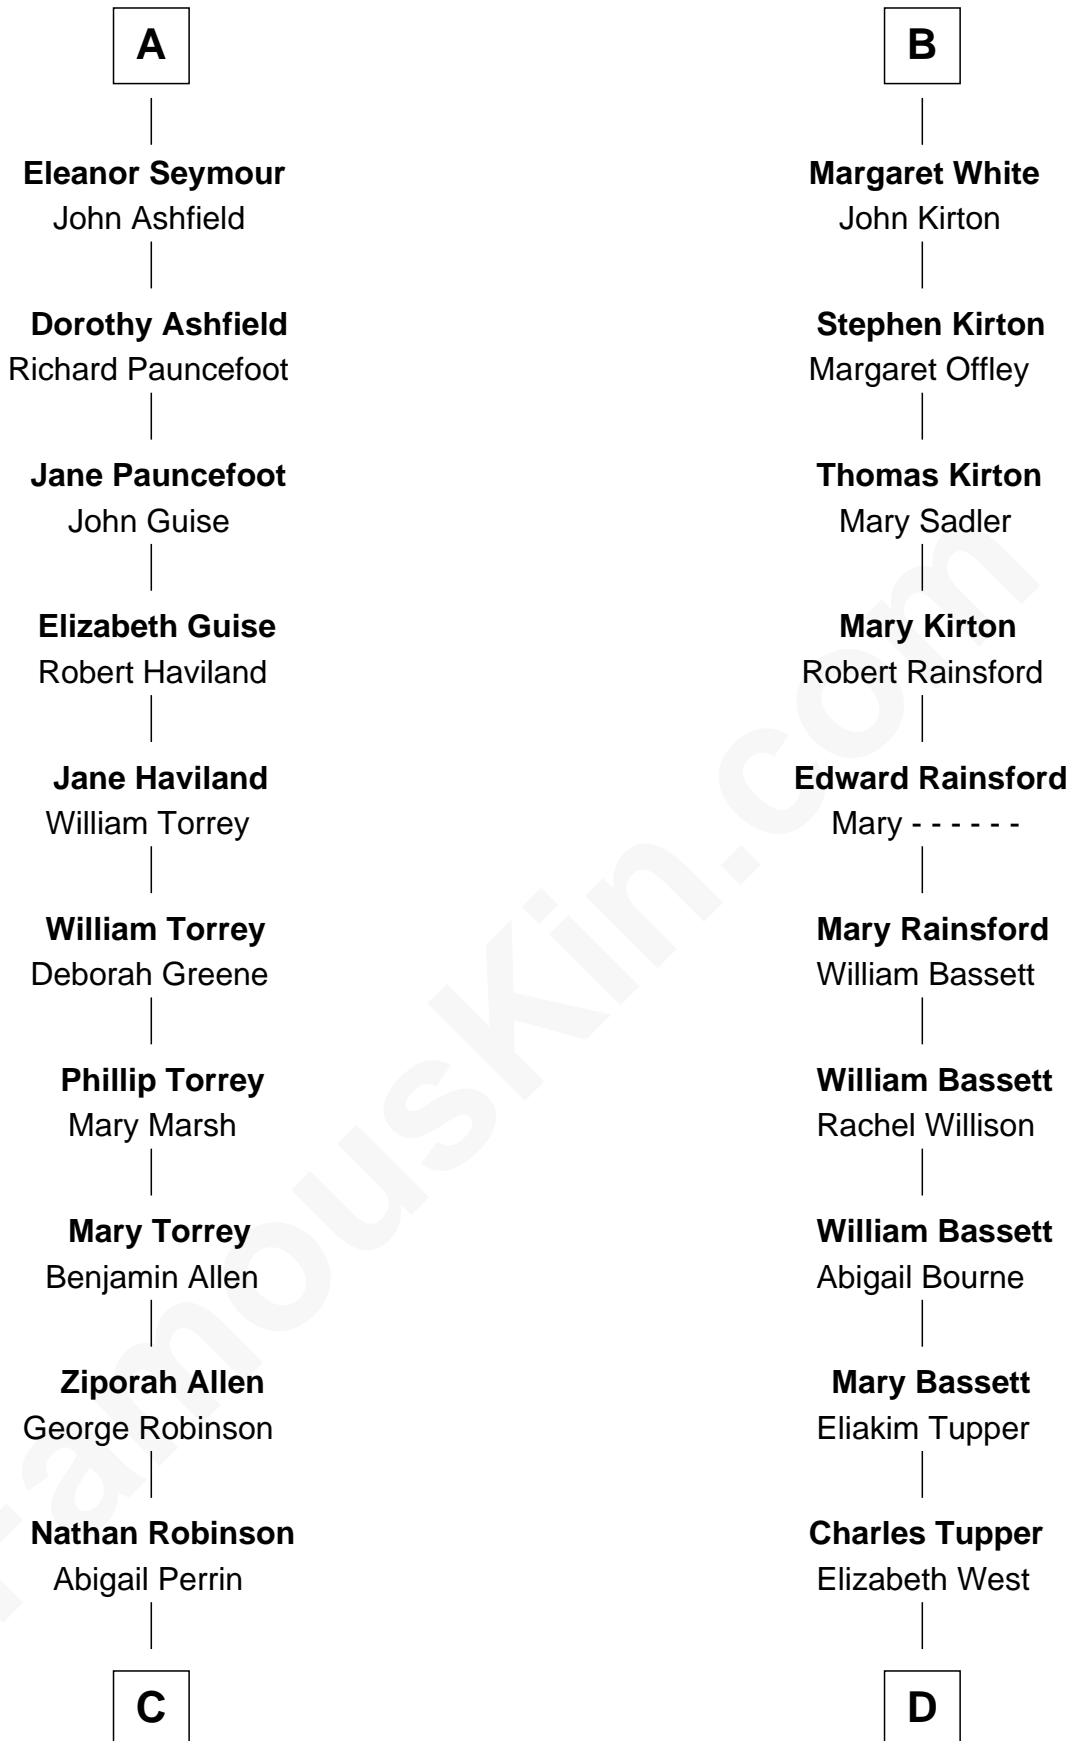 A
Eleanor Seymour
John Ashfield
Dorothy Ashfield
Richard Pauncefoot
Jane Pauncefoot
John Guise
Elizabeth Guise
Robert Haviland
Jane Haviland
William Torrey
William Torrey
Deborah Greene
Phillip Torrey
Mary Marsh
Mary Torrey
Benjamin Allen
Ziporah Allen
George Robinson
Nathan Robinson
Abigail Perrin
C
B
Margaret White
John Kirton
Stephen Kirton
Margaret Offley
Thomas Kirton
Mary Sadler
Mary Kirton
Robert Rainsford
Edward Rainsford
Mary - - - - - -
Mary Rainsford
William Bassett
William Bassett
Rachel Willison
William Bassett
Abigail Bourne
Mary Bassett
Eliakim Tupper
Charles Tupper
Elizabeth West
D
FamousKin.com